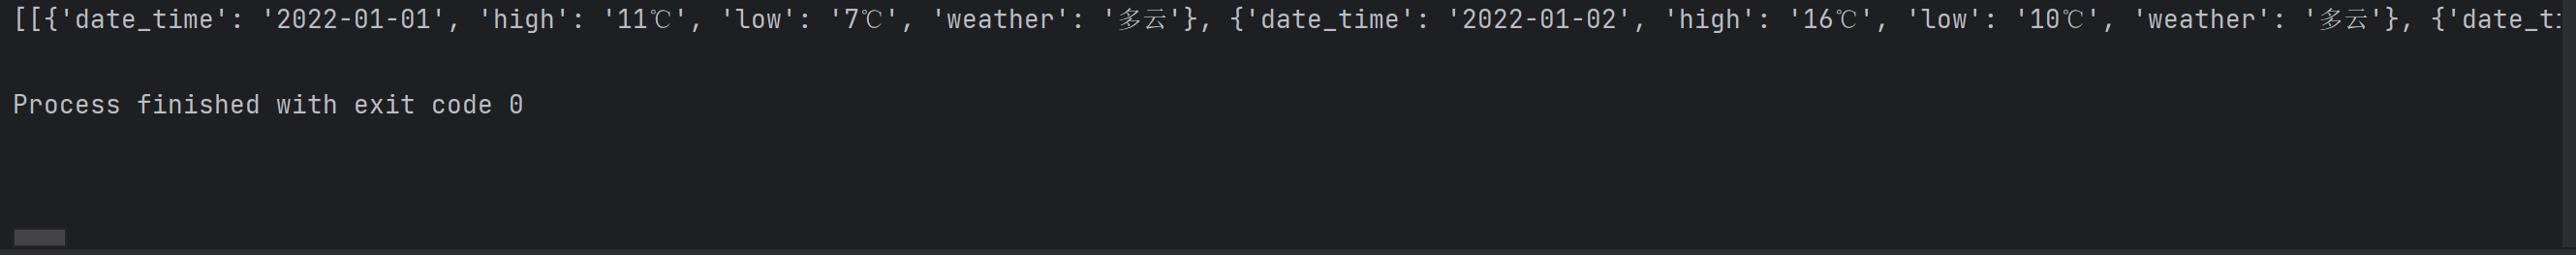 [[{'date_time': '2022-01-01', 'high': '11℃', 'low': '7℃', 'weather': '多云'}, {'date_time': '2022-01-02', 'high': '16℃', 'low': '10℃', 'weather': '多云'}, {'date_ti
Process finished with exit code 0